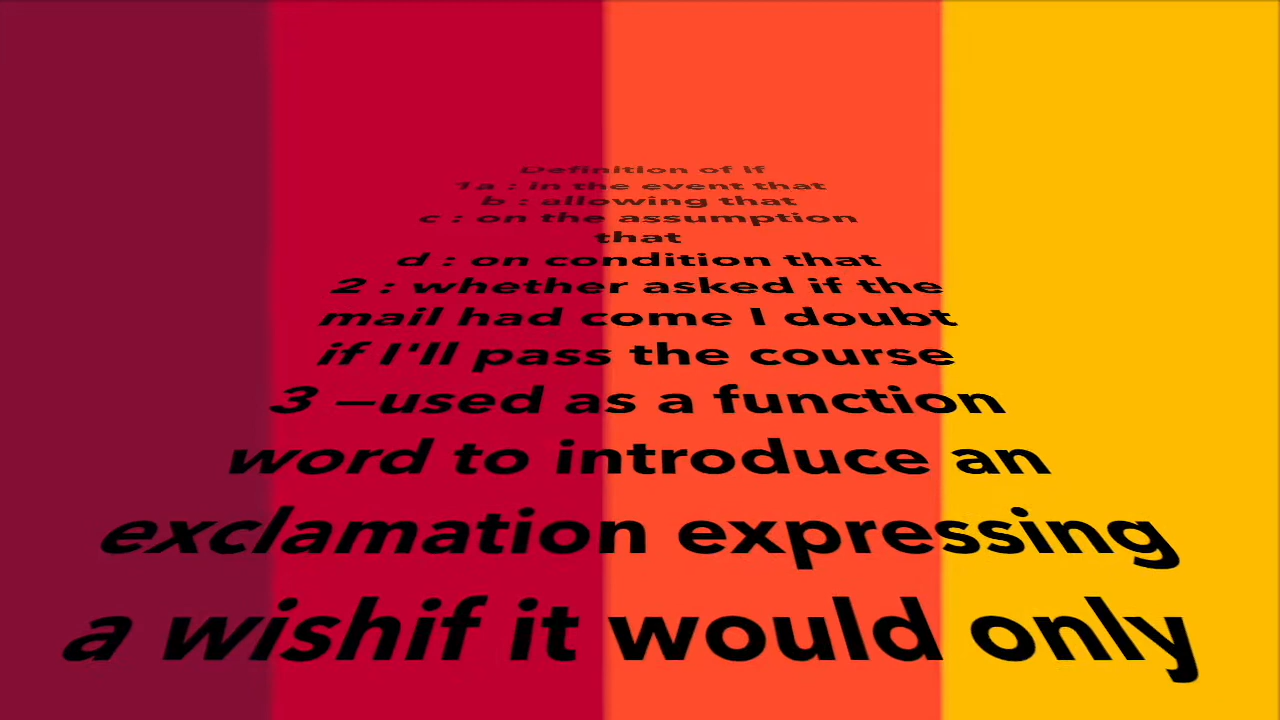 Definition of If
1a : in the event that
b : allowing that
c : on the assumption
that
d : on condition that
2 : whether asked if the
mail had come I doubt
if I'll pass the course
3 —used as a function
word to introduce an
exclamation expressing
a wishif it would only